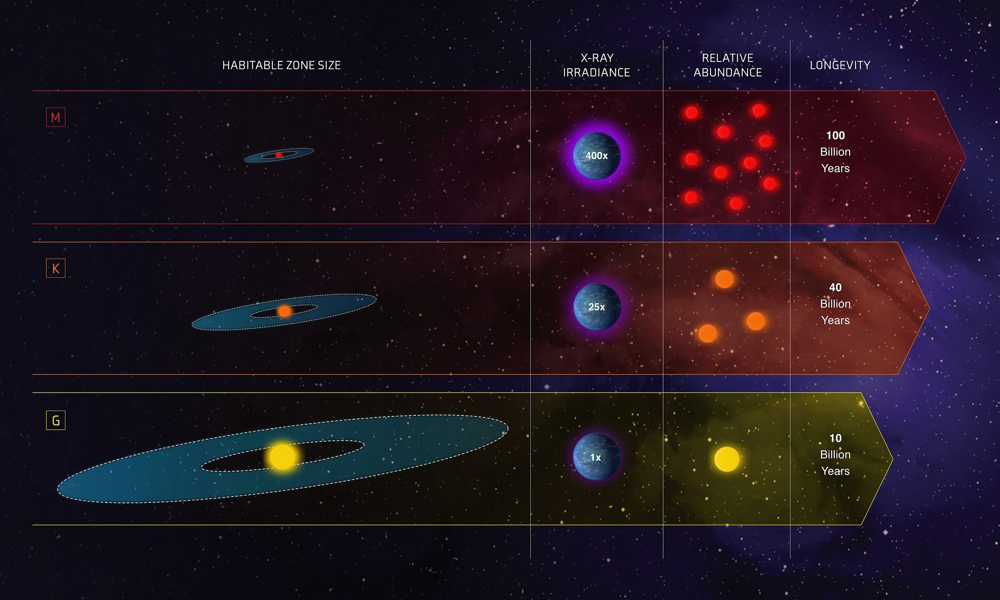 HABITABLE ZONE SIZE
X-RAY
IRRADIANCE
RELATIVE
ABUNDANCE
LONGEVITY
M
400x
100
Billion
Years
K
25x
40
Billion
Years
G
1x
10
Billion
Years